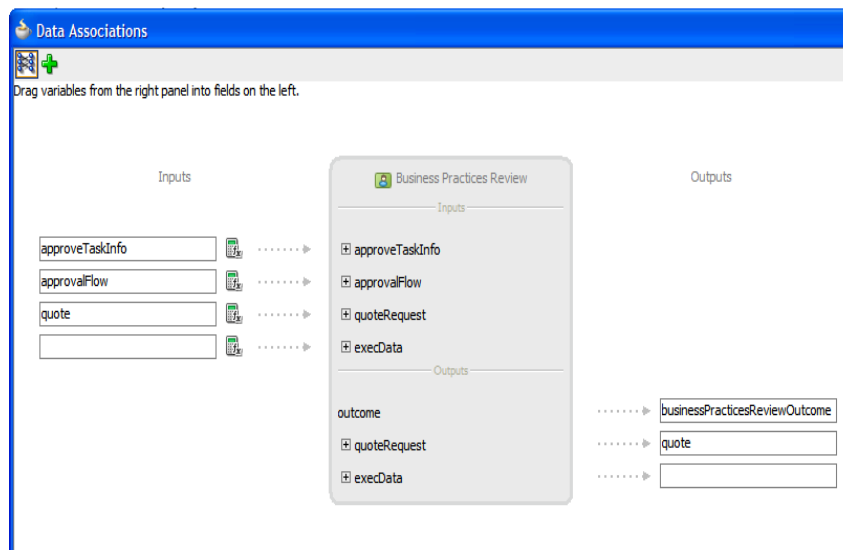 Data Associations
Drag variables from the right panel into fields on the left.
Inputs
Business Practices Review
Outputs
Inputs
approveTaskInfo
approveTaskInfo
approvalFlow
approvalFlow
quote
quoteRequest
execData
Outputs
outcome
businessPracticesReviewOutcome
quoteRequest
quote
execData